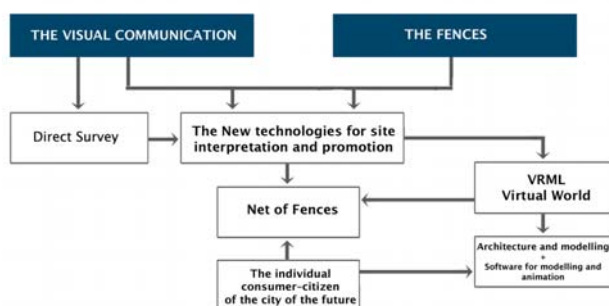 THE VISUAL COMMUNICATION
THE FENCES
Direct Survey
The New technologies for site
interpretation and promotion
VRML
Virtual World
Net of Fences
Architecture and modelling
+
Software for modelling and
animation
The individual
consumer-citizen
of the city of the future